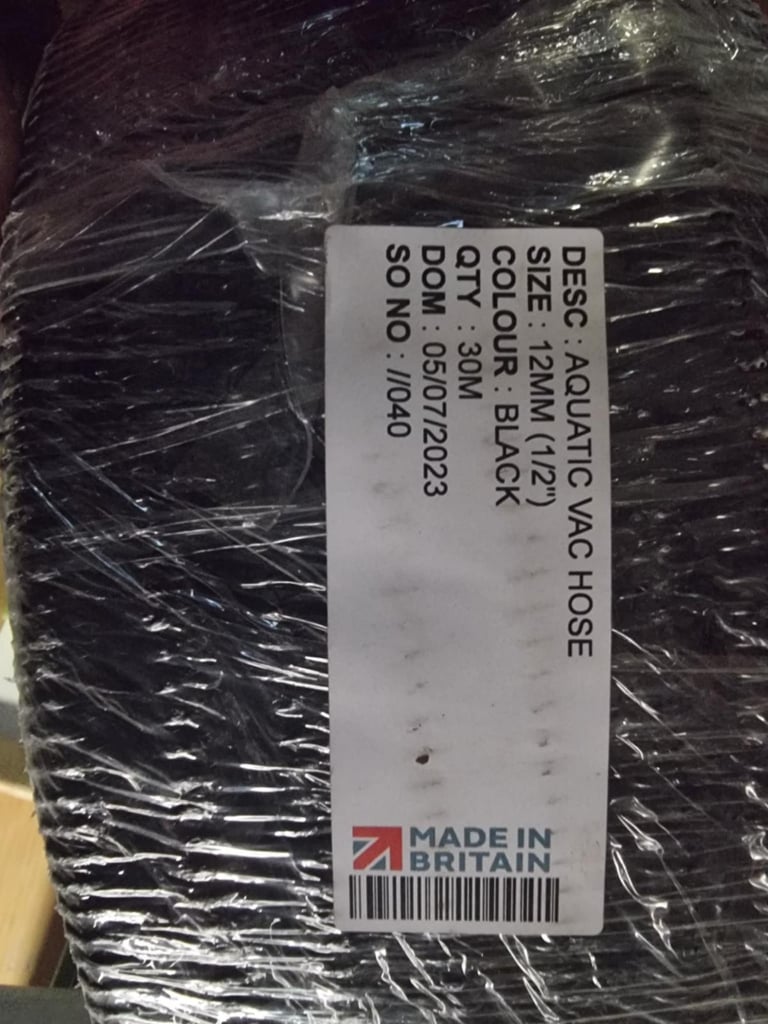 DESC : AQUATIC VAC HOSE
SIZE : 12MM (1/2")
COLOUR : BLACK
QTY : 30M
DOM : 05/07/2023
SO NO : //040
MADE IN
BRITAIN